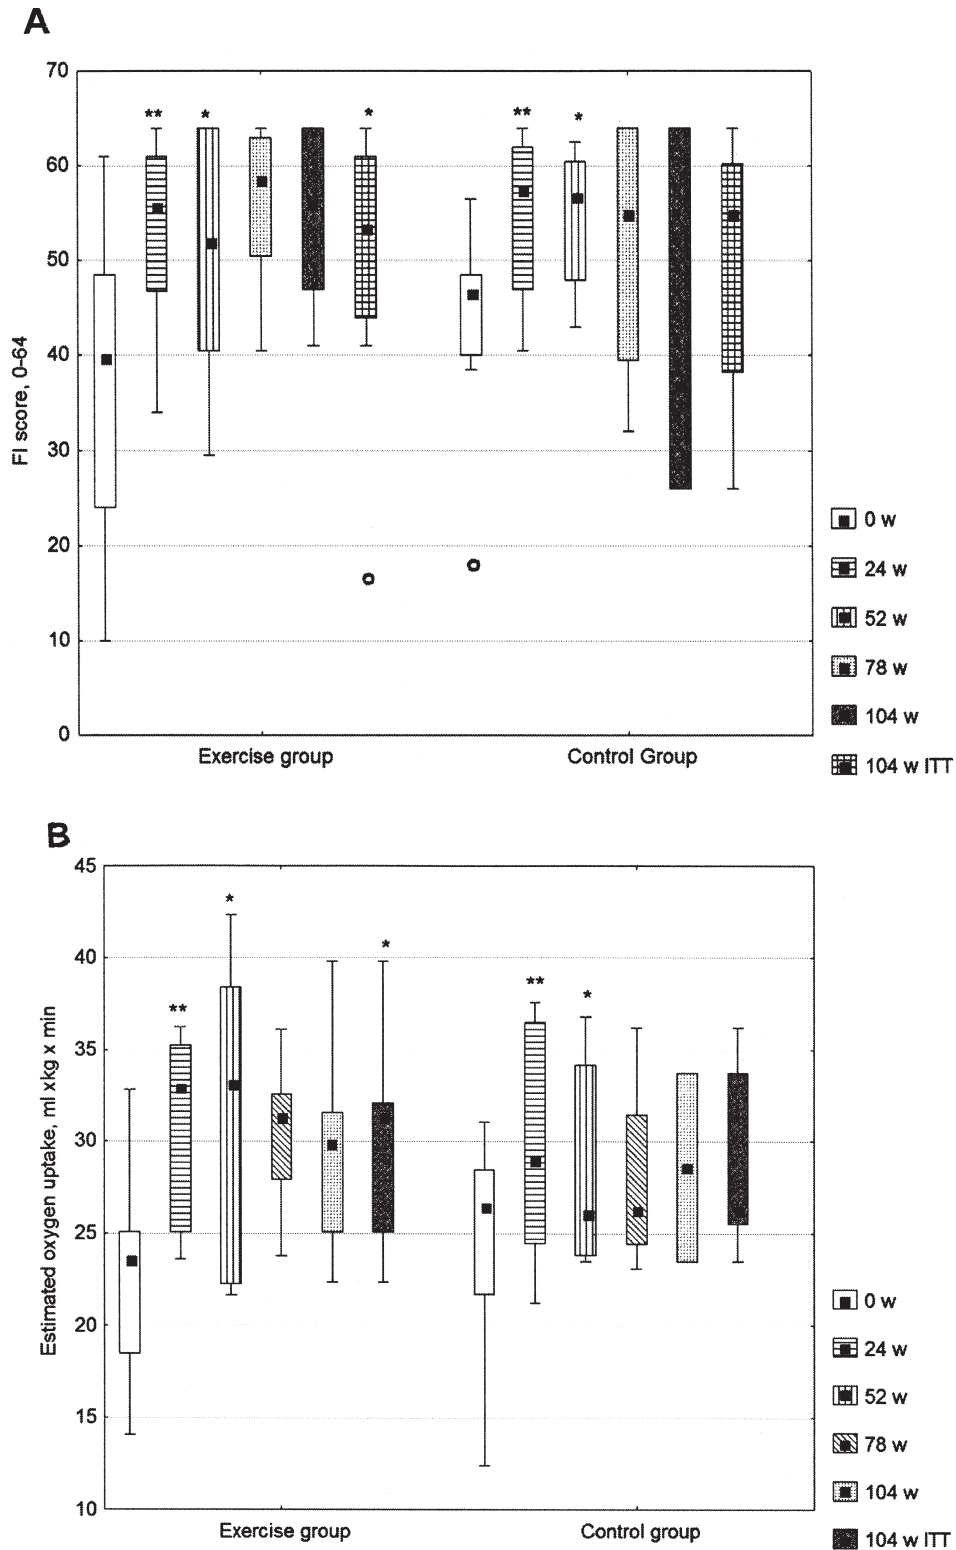 A
70
60
50
40
30
20
10
0
FI score, 0-64
** * * ** *
Exercise group Control Group
0 w
24 w
52 w
78 w
104 w
104 w ITT
B
45
40
35
30
25
20
15
10
Estimated oxygen uptake, ml xkg x min
** * * ** *
Exercise group Control group
0 w
24 w
52 w
78 w
104 w
104 w ITT